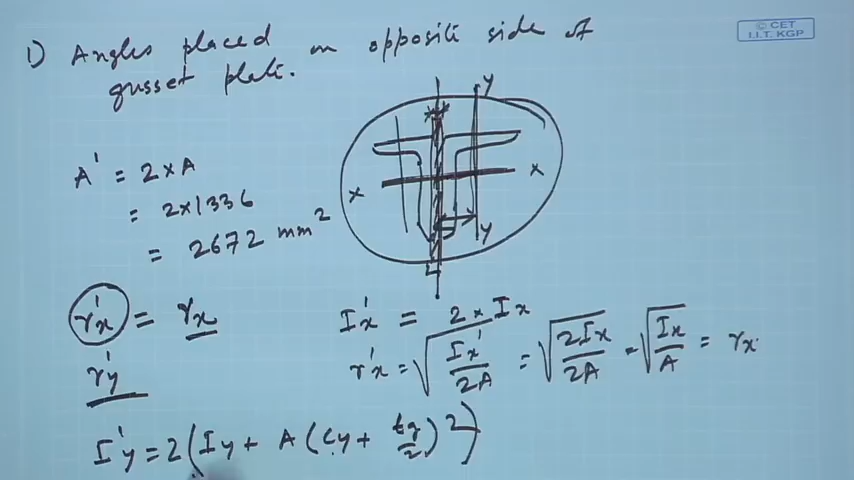 © CET
I.I.T. KGP
1) Angles placed on opposite side of
gusset plate.
y
A' = 2×A
= 2×1336
= 2672 mm²
x x
y
r'x = rx
I'x = 2×Ix
r'x = √(Ix'/2A) = √(2Ix/2A) = √(Ix/A) = rx.
r'y
I'y = 2(Iy + A(Cy + tg/2)²)